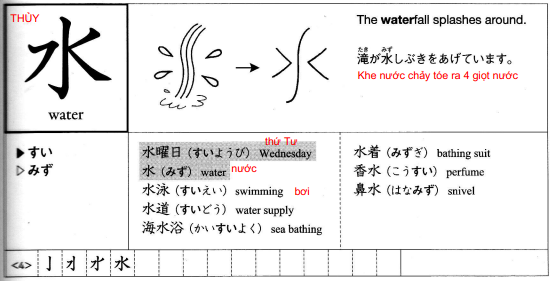 THỦY
水
water
The waterfall splashes around.
たき みず
滝が水しぶきをあげています。
Khe nước chảy tóe ra 4 giọt nước
▶すい
▷みず
thứ Tư
水曜日（すいようび）Wednesday
水（みず）water nước
水泳（すいえい）swimming bơi
水道（すいどう）water supply
海水浴（かいすいよく）sea bathing
水着（みずぎ）bathing suit
香水（こうすい）perfume
鼻水（はなみず）snivel
<4> 水